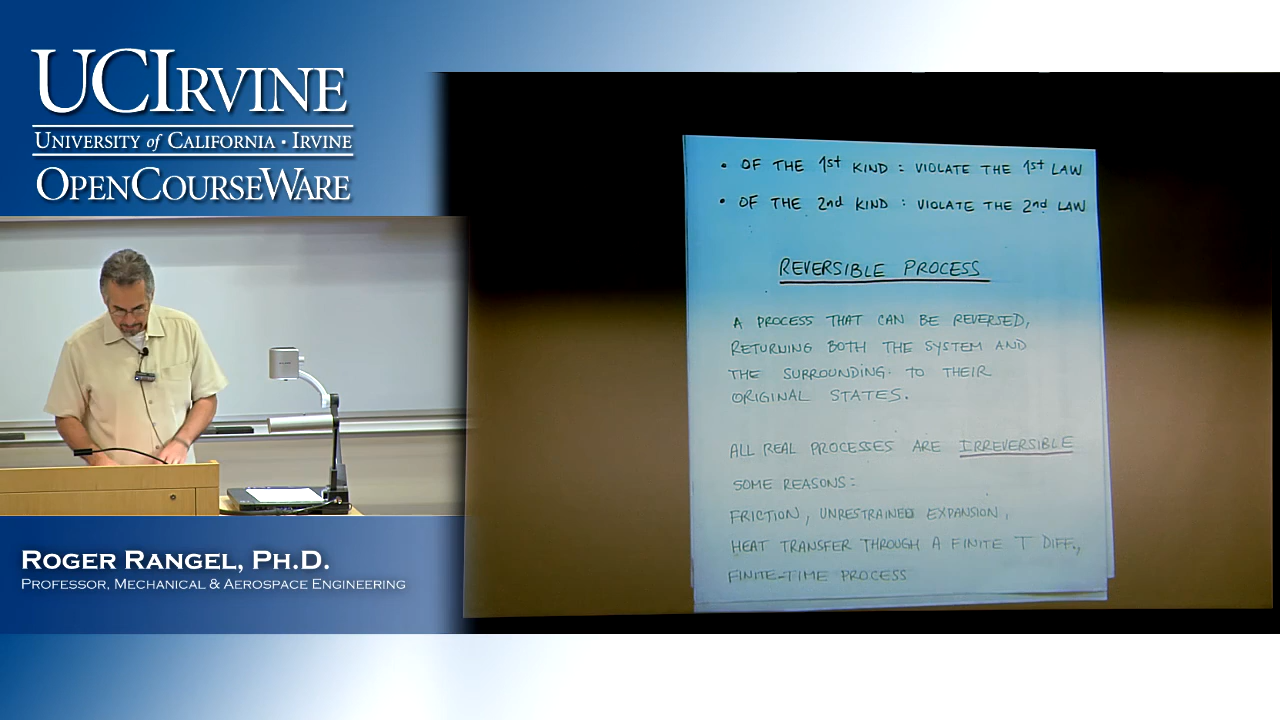 UCIRVINE
UNIVERSITY of CALIFORNIA · IRVINE
OPENCOURSEWARE
• OF THE 1st KIND : VIOLATE THE 1st LAW
• OF THE 2nd KIND : VIOLATE THE 2nd LAW
REVERSIBLE PROCESS
A PROCESS THAT CAN BE REVERSED,
RETURNING BOTH THE SYSTEM AND
THE SURROUNDING. TO THEIR
ORIGINAL STATES.
ALL REAL PROCESSES ARE IRREVERSIBLE
SOME REASONS:
FRICTION, UNRESTRAINED EXPANSION,
HEAT TRANSFER THROUGH A FINITE T DIFF.,
FINITE-TIME PROCESS
ROGER RANGEL, PH.D.
PROFESSOR, MECHANICAL & AEROSPACE ENGINEERING